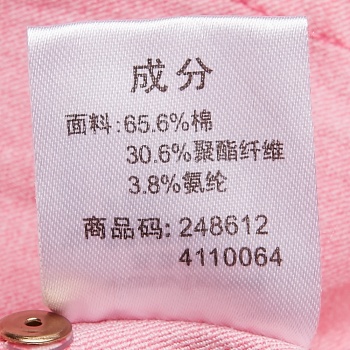 成分
面料:65.6%棉
30.6%聚酯纤维
3.8%氨纶
商品码: 248612
4110064